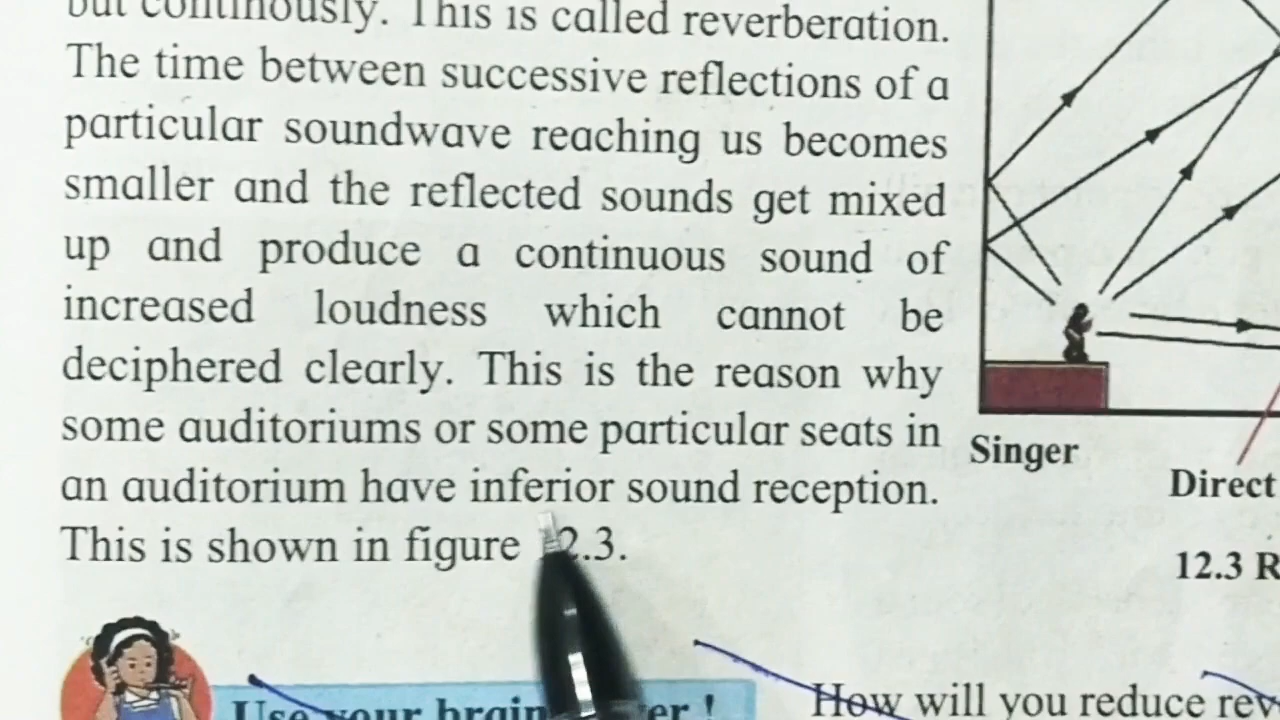 but continously. This is called reverberation.
The time between successive reflections of a
particular soundwave reaching us becomes
smaller and the reflected sounds get mixed
up and produce a continuous sound of
increased loudness which cannot be
deciphered clearly. This is the reason why
some auditoriums or some particular seats in
an auditorium have inferior sound reception.
This is shown in figure 2.3.
Singer
Direct
12.3 R
Use your brain er !
How will you reduce